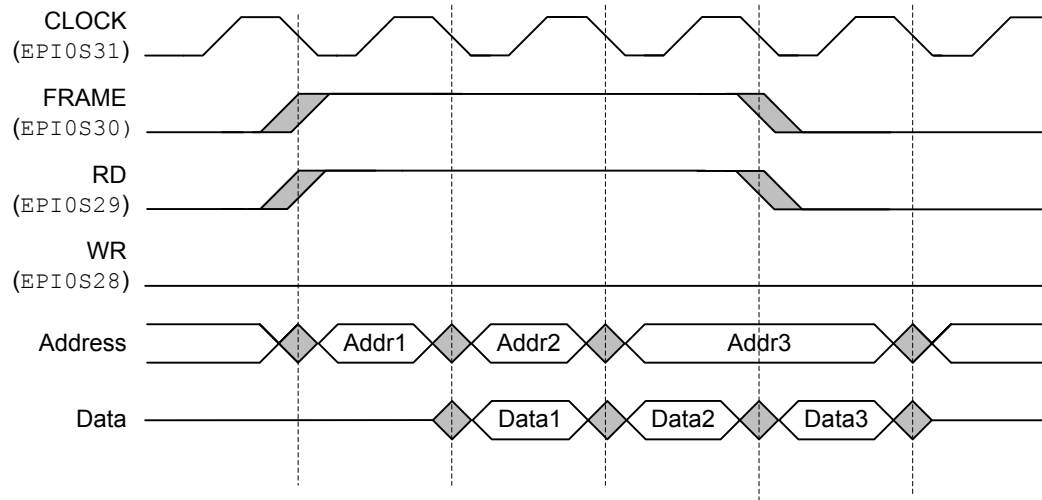 CLOCK
(EPI0S31)
FRAME
(EPI0S30)
RD
(EPI0S29)
WR
(EPI0S28)
Address
Addr1
Addr2
Addr3
Data
Data1
Data2
Data3